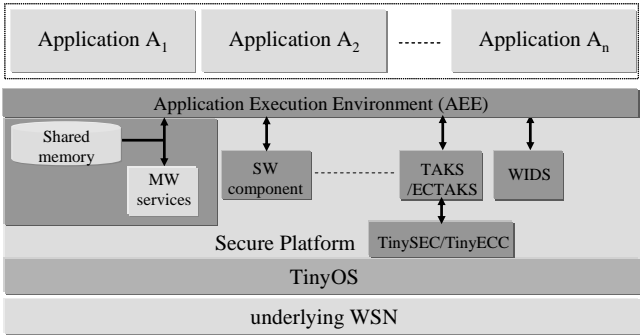 Application A1 Application A2 Application An
Application Execution Environment (AEE)
Shared
memory
MW
services
SW
component
TAKS
/ECTAKS
WIDS
Secure Platform
TinySEC/TinyECC
TinyOS
underlying WSN